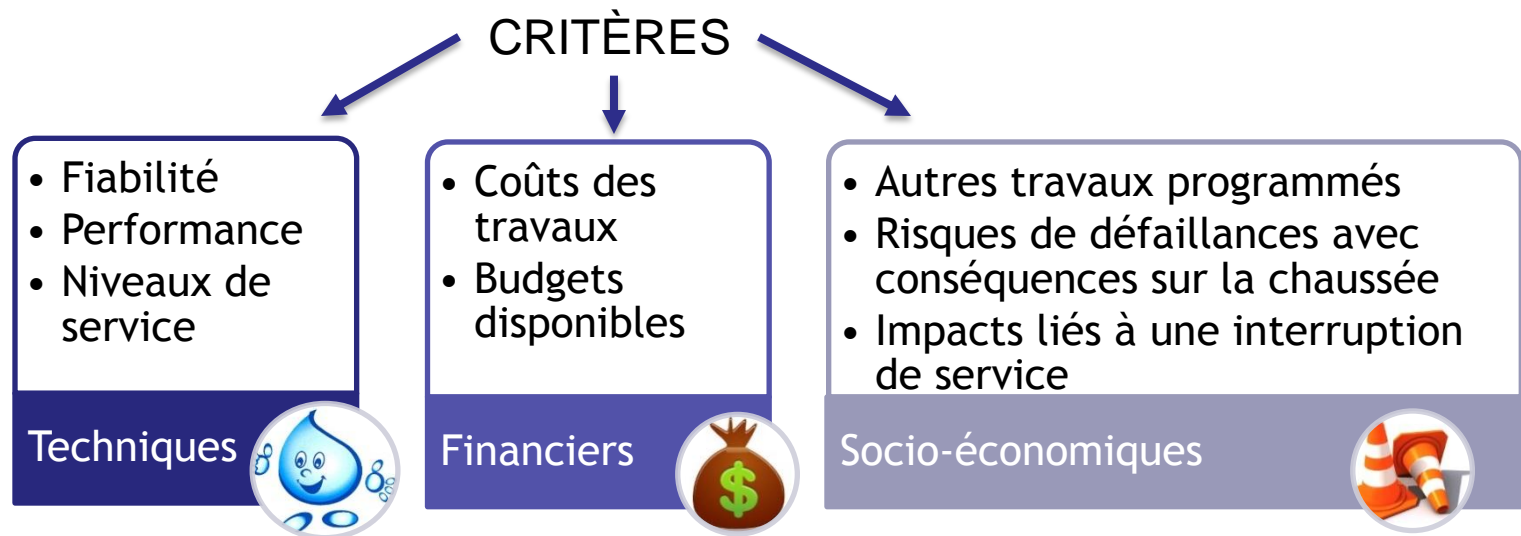 CRITÈRES
• Fiabilité
• Performance
• Niveaux de
service
Techniques
• Coûts des
travaux
• Budgets
disponibles
Financiers
$
• Autres travaux programmés
• Risques de défaillances avec
conséquences sur la chaussée
• Impacts liés à une interruption
de service
Socio-économiques